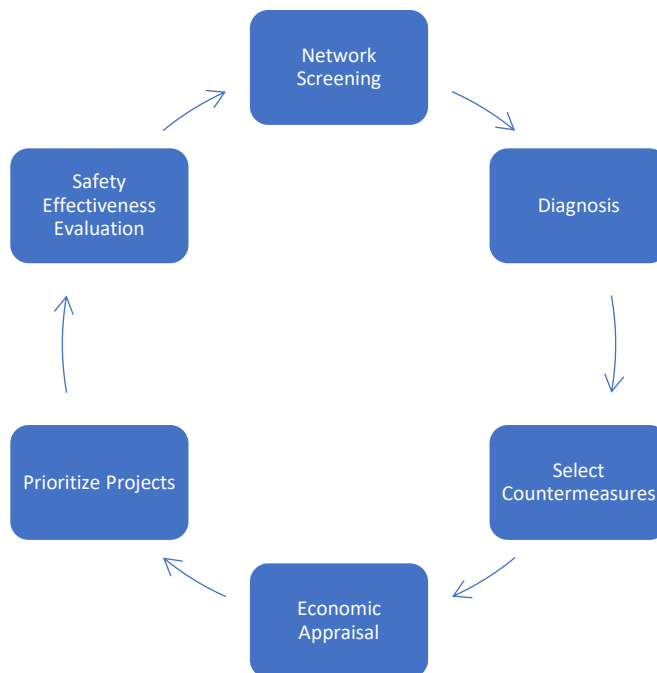 Network
Screening
Diagnosis
Select
Countermeasures
Economic
Appraisal
Prioritize Projects
Safety
Effectiveness
Evaluation